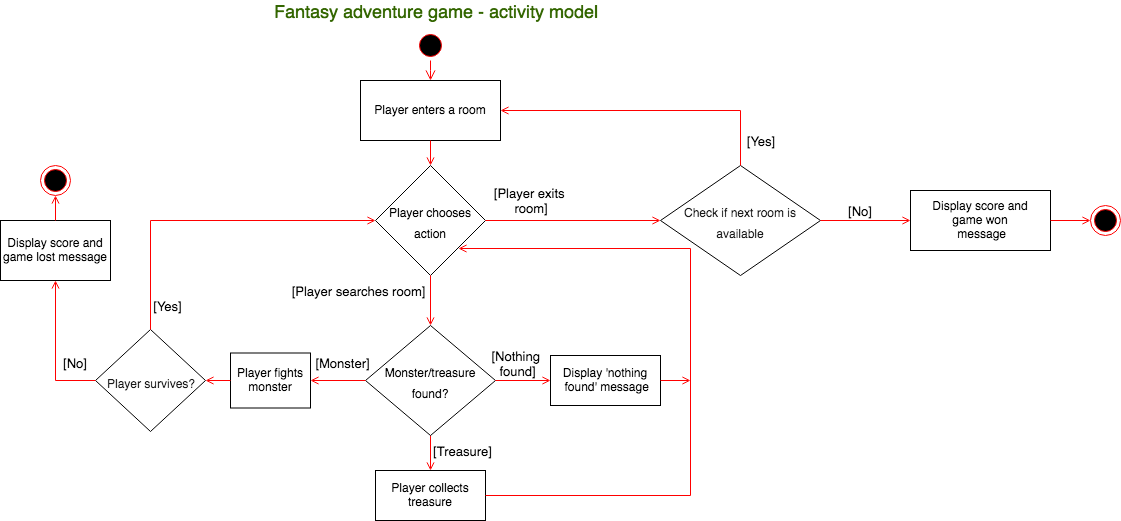 Fantasy adventure game - activity model
Player enters a room
[Yes]
[Player exits
room]
Player chooses
action
Check if next room is
available
[No]
Display score and
game won
message
Display score and
game lost message
[Player searches room]
[Yes]
[No]
Player survives?
Player fights
monster
[Monster]
Monster/treasure
found?
[Nothing
found]
Display 'nothing
found' message
[Treasure]
Player collects
treasure